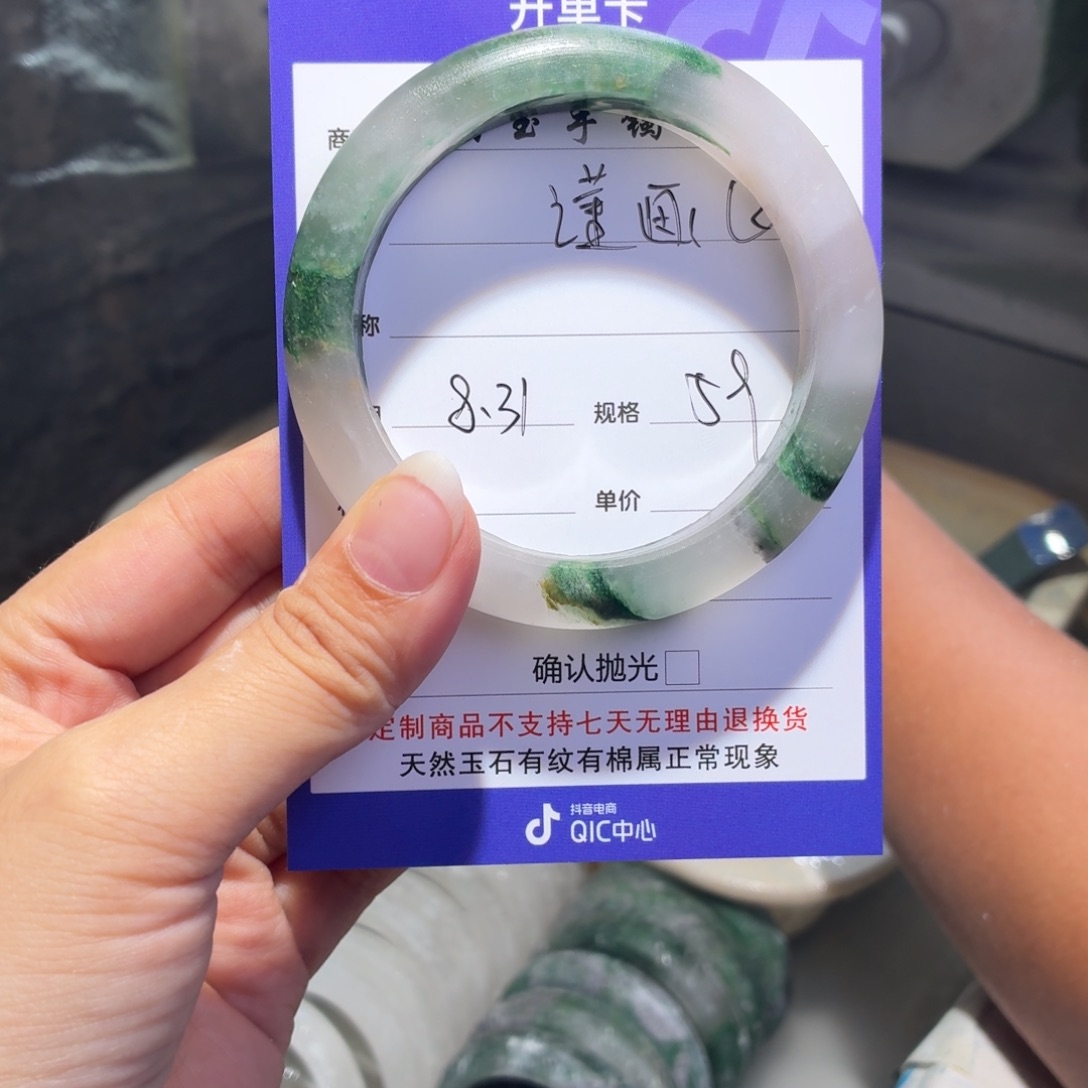 开单卡
商 玉手镯
谨画
称
8.31 规格 59
单价
确认抛光
定制商品不支持七天无理由退换货
天然玉石有纹有棉属正常现象
抖音电商
QIC中心